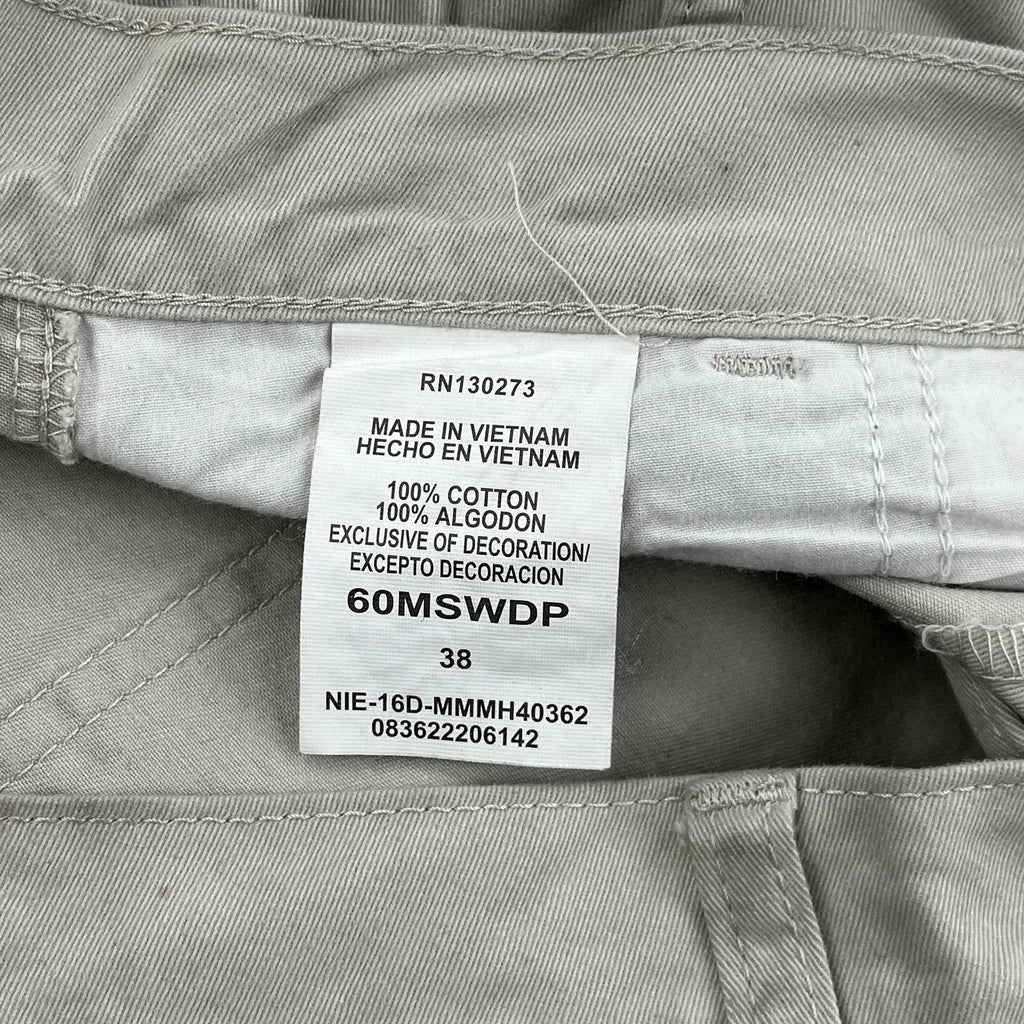 RN130273
MADE IN VIETNAM
HECHO EN VIETNAM
100% COTTON
100% ALGODON
EXCLUSIVE OF DECORATION/
EXCEPTO DECORACION
60MSWDP
38
NIE-16D-MMMH40362
083622206142